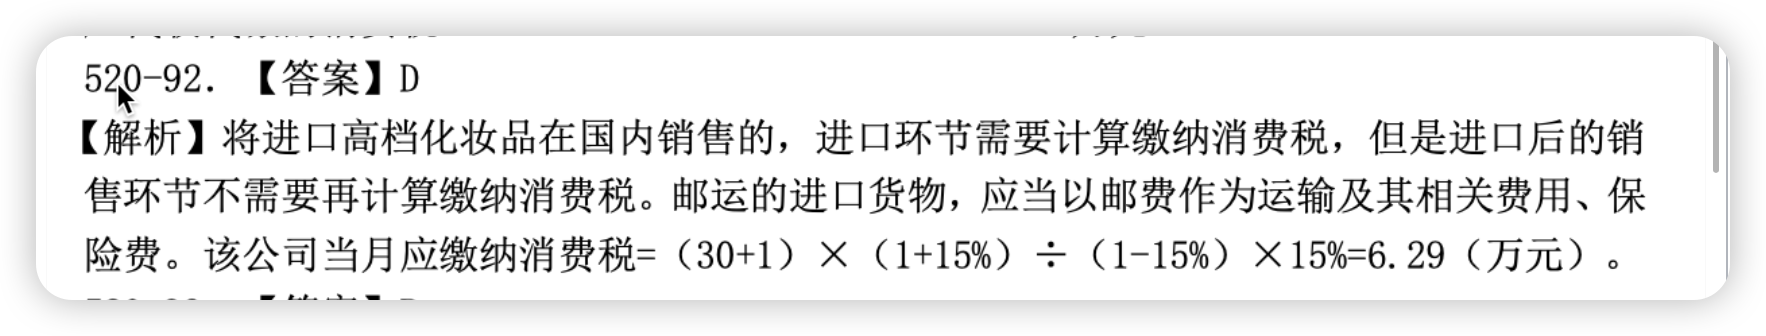 520-92. 【答案】D
【解析】将进口高档化妆品在国内销售的，进口环节需要计算缴纳消费税，但是进口后的销
售环节不需要再计算缴纳消费税。邮运的进口货物，应当以邮费作为运输及其相关费用、保
险费。该公司当月应缴纳消费税=（30+1）×（1+15%）÷（1-15%）×15%=6.29（万元）。